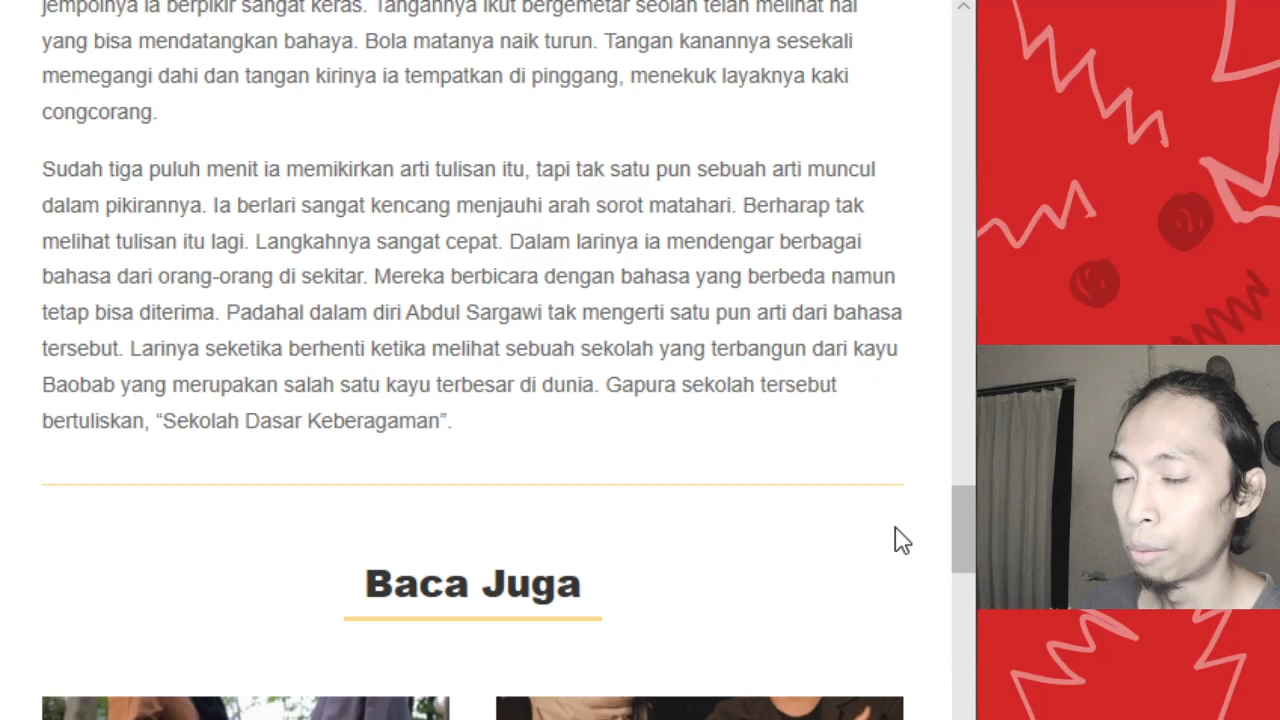 jempolnya ia berpikir sangat keras. Tangannya ikut bergemetar seolah telah melihat hal
yang bisa mendatangkan bahaya. Bola matanya naik turun. Tangan kanannya sesekali
memegangi dahi dan tangan kirinya ia tempatkan di pinggang, menekuk layaknya kaki
congcorang.
Sudah tiga puluh menit ia memikirkan arti tulisan itu, tapi tak satu pun sebuah arti muncul
dalam pikirannya. Ia berlari sangat kencang menjauhi arah sorot matahari. Berharap tak
melihat tulisan itu lagi. Langkahnya sangat cepat. Dalam larinya ia mendengar berbagai
bahasa dari orang-orang di sekitar. Mereka berbicara dengan bahasa yang berbeda namun
tetap bisa diterima. Padahal dalam diri Abdul Sargawi tak mengerti satu pun arti dari bahasa
tersebut. Larinya seketika berhenti ketika melihat sebuah sekolah yang terbangun dari kayu
Baobab yang merupakan salah satu kayu terbesar di dunia. Gapura sekolah tersebut
bertuliskan, “Sekolah Dasar Keberagaman”.
Baca Juga